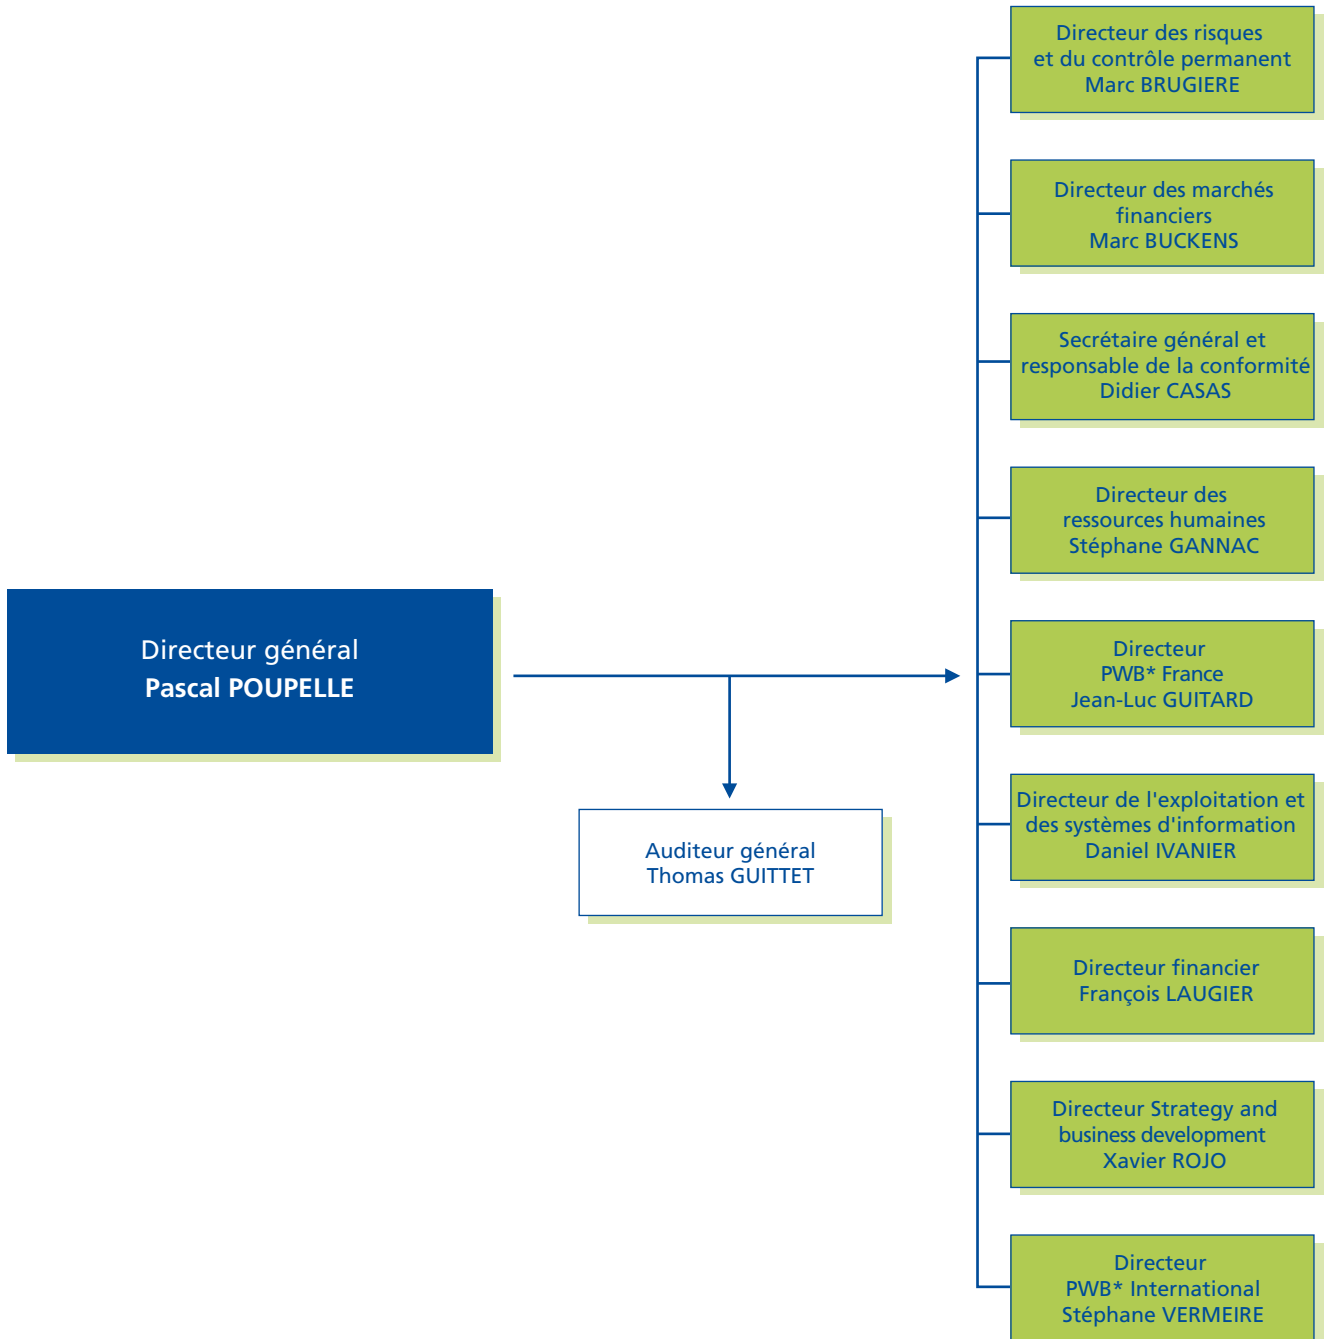 Directeur général
Pascal POUPELLE
Auditeur général
Thomas GUITTET
Directeur des risques
et du contrôle permanent
Marc BRUGIERE
Directeur des marchés
financiers
Marc BUCKENS
Secrétaire général et
responsable de la conformité
Didier CASAS
Directeur des
ressources humaines
Stéphane GANNAC
Directeur
PWB* France
Jean-Luc GUITARD
Directeur de l'exploitation et
des systèmes d'information
Daniel IVANIER
Directeur financier
François LAUGIER
Directeur Strategy and
business development
Xavier ROJO
Directeur
PWB* International
Stéphane VERMEIRE